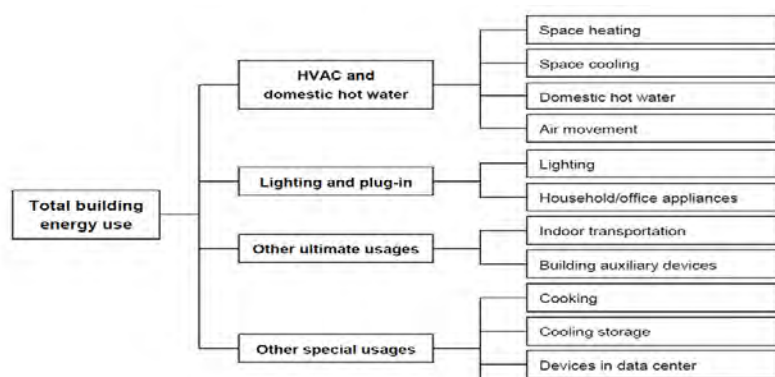 Total building
energy use
HVAC and
domestic hot water
Space heating
Space cooling
Domestic hot water
Air movement
Lighting and plug-in
Lighting
Household/office appliances
Other ultimate usages
Indoor transportation
Building auxiliary devices
Other special usages
Cooking
Cooling storage
Devices in data center